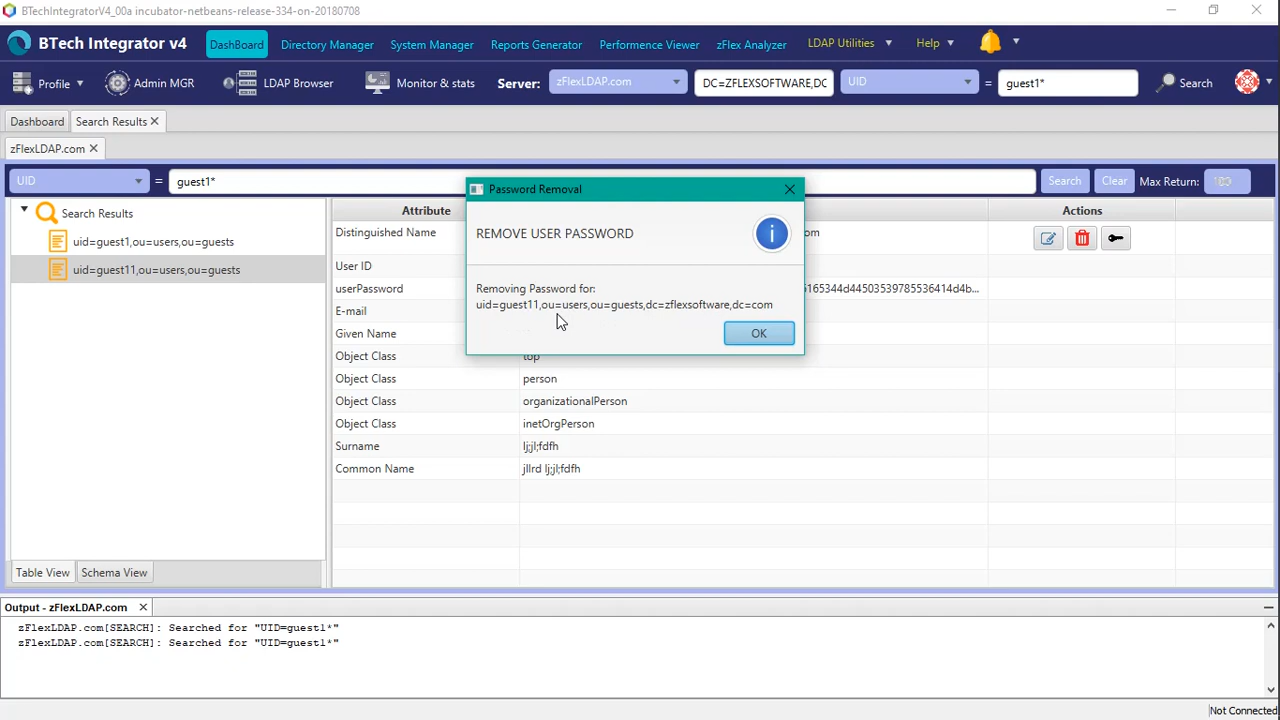 BTechIntegratorV4_00a incubator-netbeans-release-334-on-20180708
BTech Integrator v4
DashBoard
Directory Manager
System Manager
Reports Generator
Performence Viewer
zFlex Analyzer
LDAP Utilities
Help
Profile
Admin MGR
LDAP Browser
Monitor & stats
Server:
zFlexLDAP.com
DC=ZFLEXSOFTWARE,DC
UID
=
guest1*
Search
Dashboard
Search Results
zFlexLDAP.com
UID
=
guest1*
Search
Clear
Max Return:
100
Search Results
uid=guest1,ou=users,ou=guests
uid=guest11,ou=users,ou=guests
Table View
Schema View
Attribute
Actions
Distinguished Name
User ID
userPassword
E-mail
Given Name
Object Class
top
Object Class
person
Object Class
organizationalPerson
Object Class
inetOrgPerson
Surname
lj;jl;fdfh
Common Name
jllrd lj;jl;fdfh
Password Removal
REMOVE USER PASSWORD
Removing Password for:
uid=guest11,ou=users,ou=guests,dc=zflexsoftware,dc=com
OK
Output - zFlexLDAP.com
zFlexLDAP.com[SEARCH]: Searched for "UID=guest1*"
zFlexLDAP.com[SEARCH]: Searched for "UID=guest1*"
Not Connected